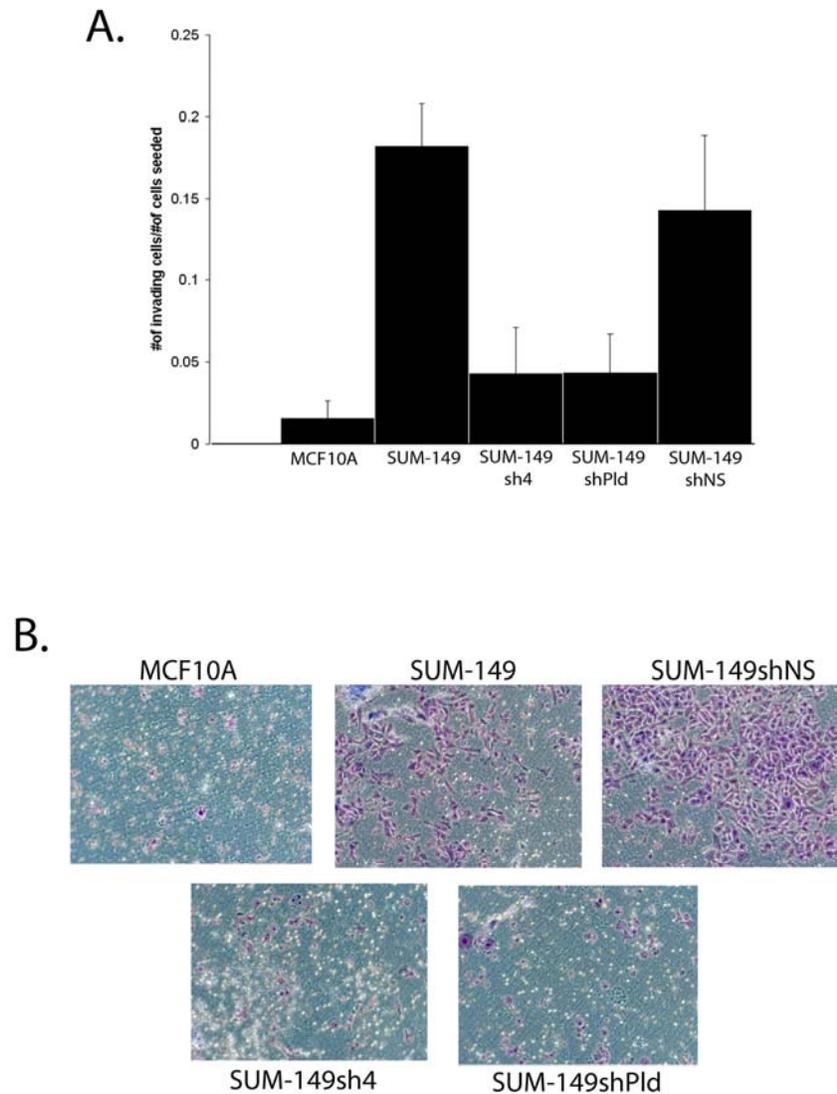 A.
0.25
0.2
0.15
0.1
0.05
0
#of invading cells/#of cells seeded
MCF10A
SUM-149
SUM-149
sh4
SUM-149
shPld
SUM-149
shNS
B.
MCF10A
SUM-149
SUM-149shNS
SUM-149sh4
SUM-149shPld